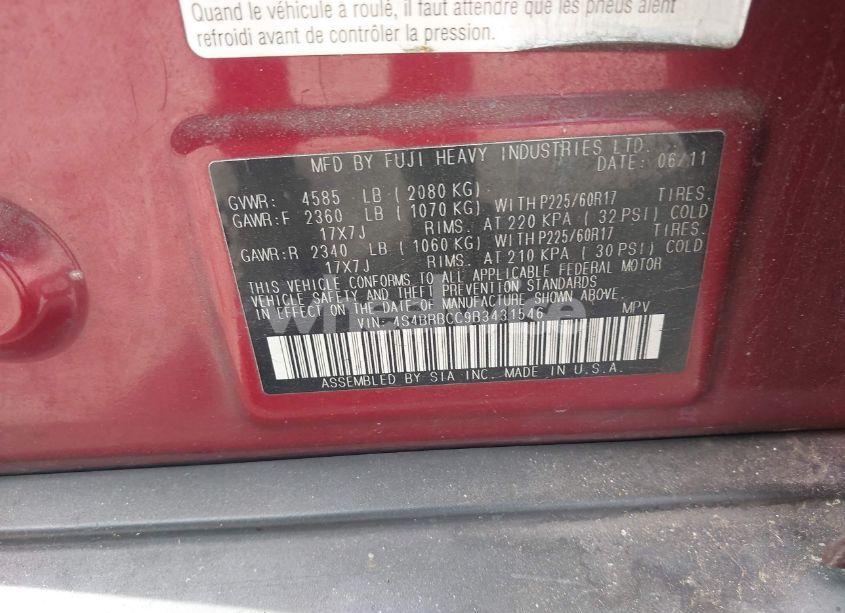 Quand le véhicule à roulé, il faut attendre que les pneus aient
refroidi avant de contrôler la pression.
MFD BY FUJI HEAVY INDUSTRIES LTD.
DATE: 06/11
GVWR: 4585 LB (2080 KG)
GAWR:F 2360 LB (1070 KG) WITH P225/60R17 TIRES.
17X7J RIMS. AT 220 KPA (32 PSI) COLD
GAWR:R 2340 LB (1060 KG) WITH P225/60R17 TIRES.
17X7J RIMS. AT 210 KPA (30 PSI) COLD
THIS VEHICLE CONFORMS TO ALL APPLICABLE FEDERAL MOTOR
VEHICLE SAFETY AND THEFT PREVENTION STANDARDS
IN EFFECT ON THE DATE OF MANUFACTURE SHOWN ABOVE.
VIN: 4S4BRBCC9B3431546 MPV
ASSEMBLED BY SIA INC. MADE IN U.S.A.